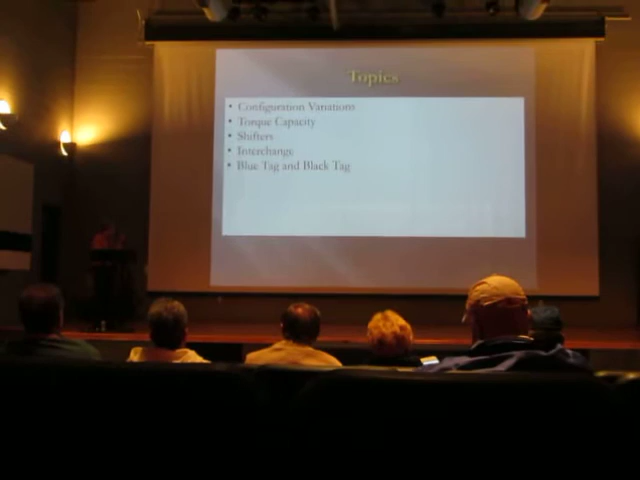 Topics
• Configuration Variations
• Torque Capacity
• Shifters
• Interchange
• Blue Tag and Black Tag